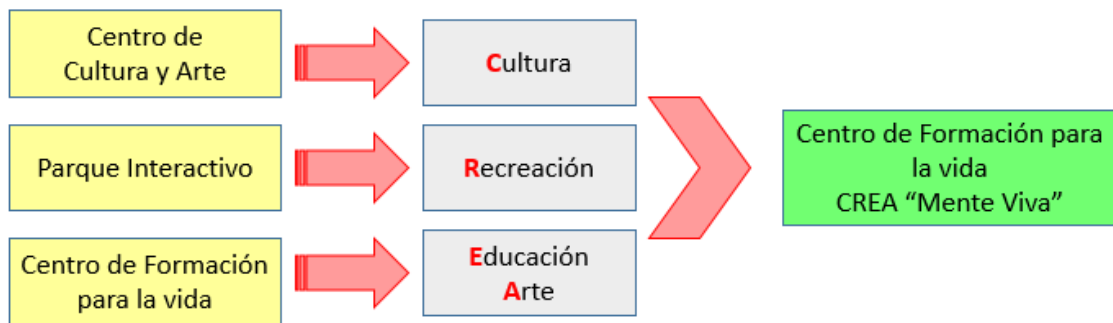 Centro de
Cultura y Arte
Cultura
Parque Interactivo
Recreación
Centro de Formación
para la vida
Educación
Arte
Centro de Formación para
la vida
CREA “Mente Viva”